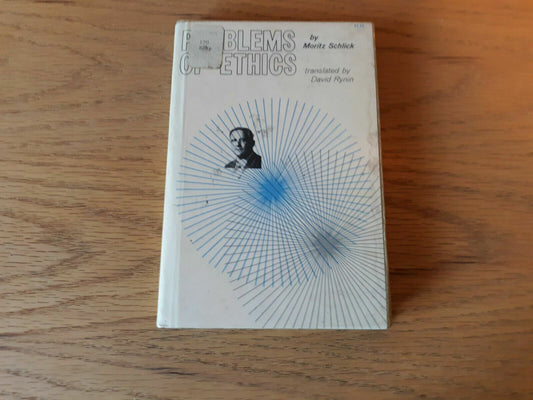 PROBLEMS
OF ETHICS
by
Moritz Schlick
translated by
David Rynin